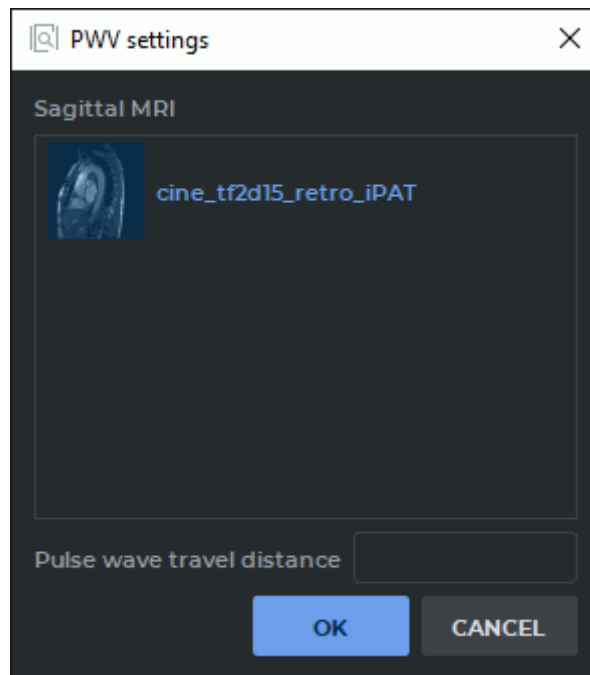 PWV settings
Sagittal MRI
cine_tf2d15_retro_iPAT
Pulse wave travel distance
OK CANCEL